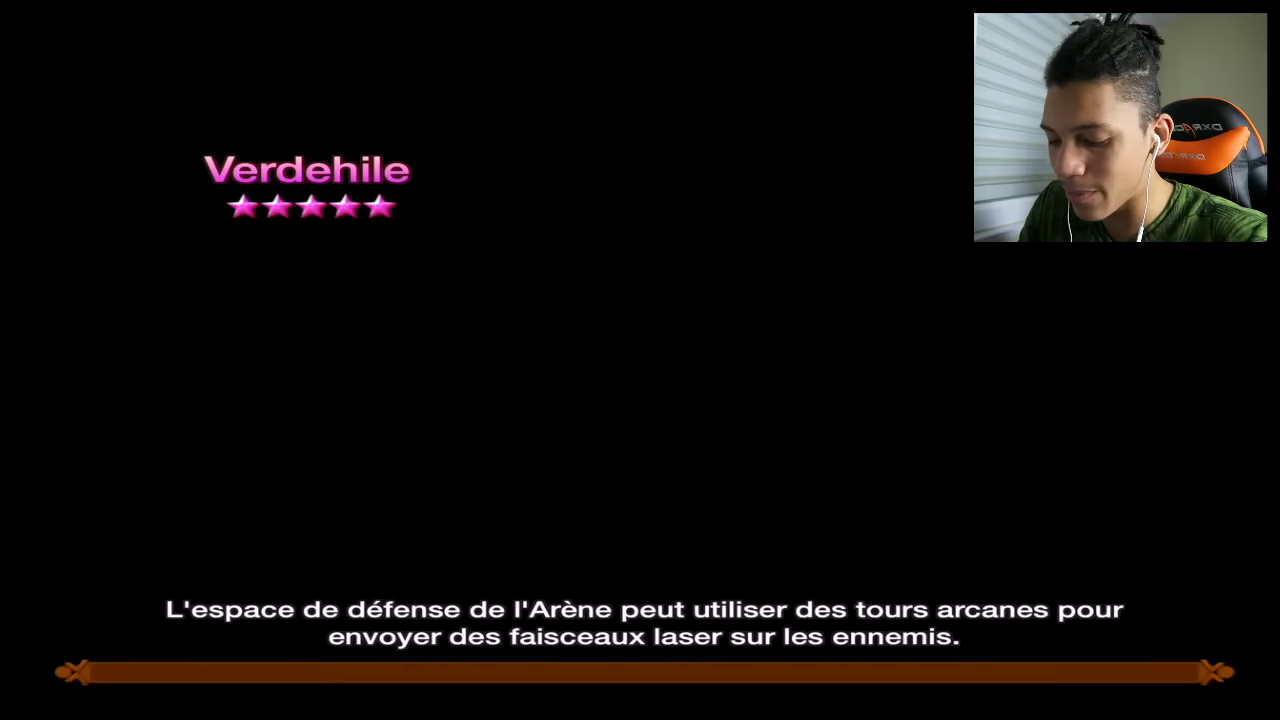 Verdehile
L'espace de défense de l'Arène peut utiliser des tours arcanes pour
envoyer des faisceaux laser sur les ennemis.